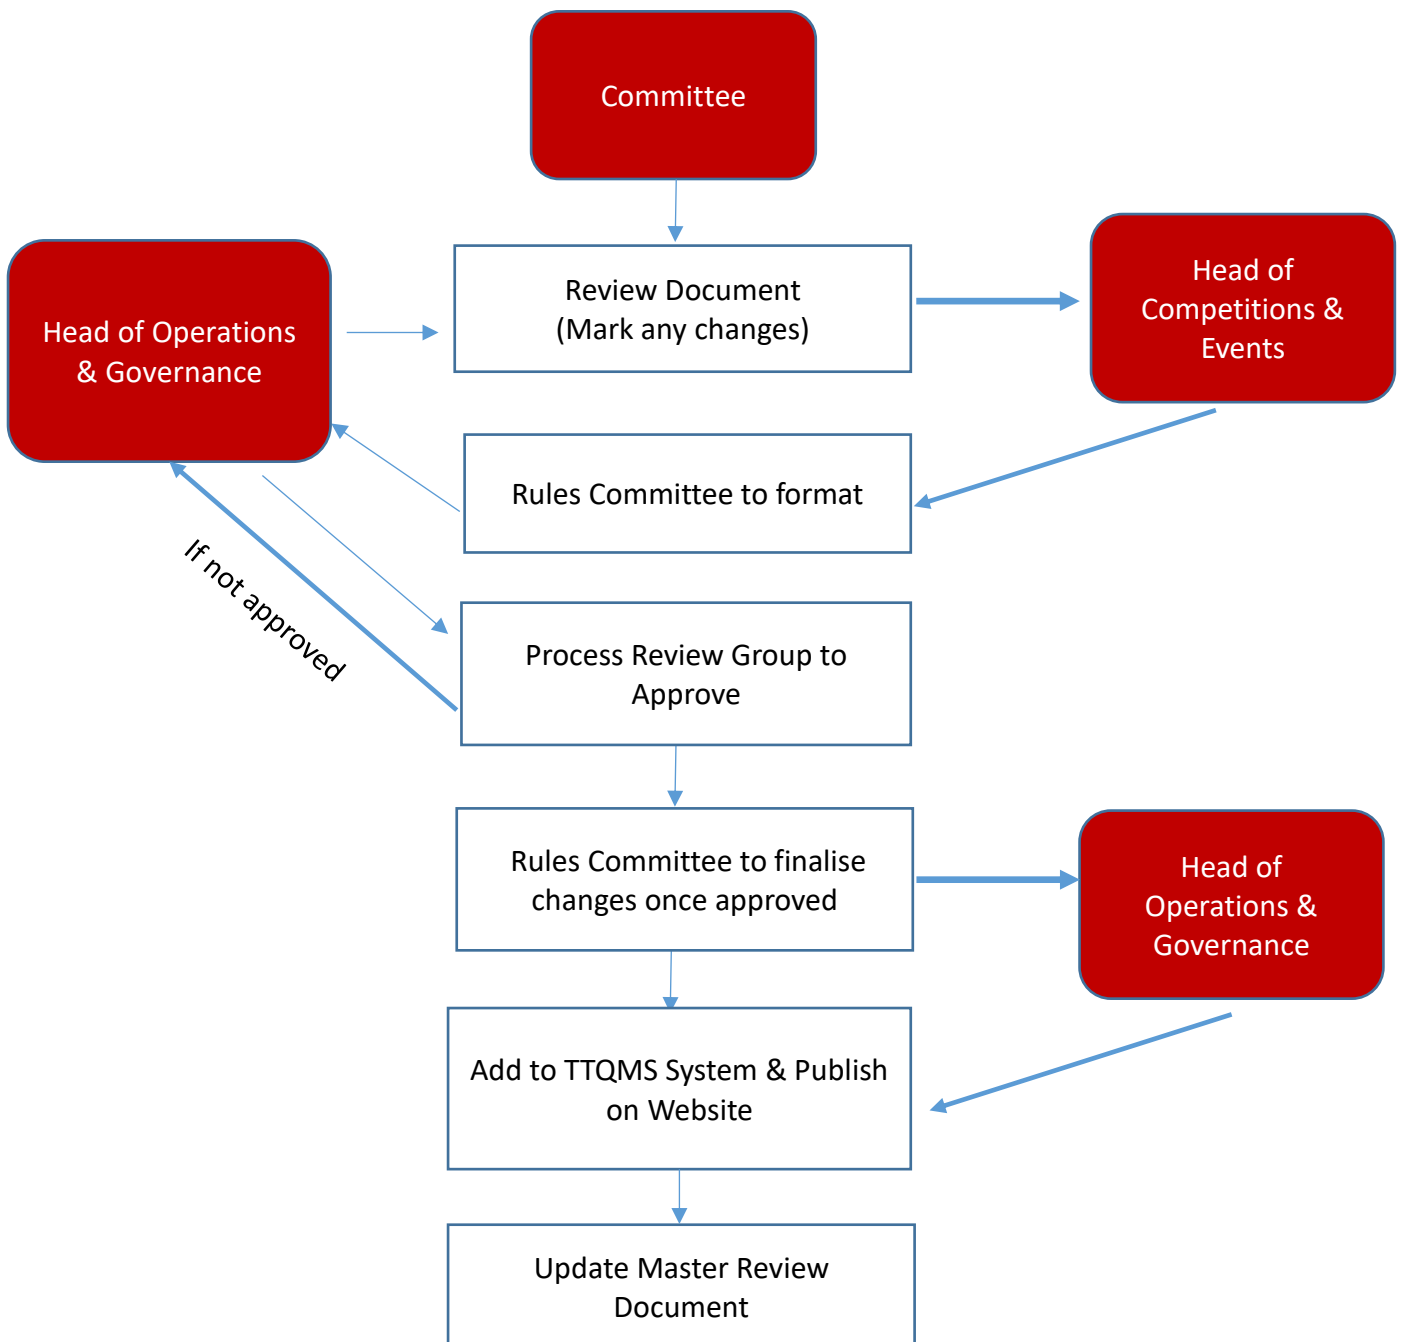 Committee
Review Document
(Mark any changes)
Head of
Competitions &
Events
Head of Operations
& Governance
Rules Committee to format
If not approved
Process Review Group to
Approve
Rules Committee to finalise
changes once approved
Head of
Operations &
Governance
Add to TTQMS System & Publish
on Website
Update Master Review
Document